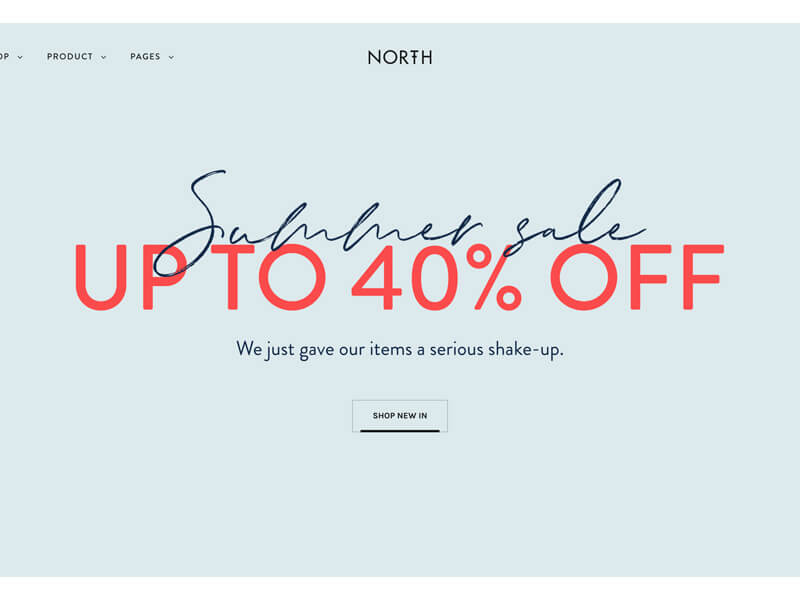 OP PRODUCT PAGES NORTH
Summer sale
UP TO 40% OFF
We just gave our items a serious shake-up.
SHOP NEW IN